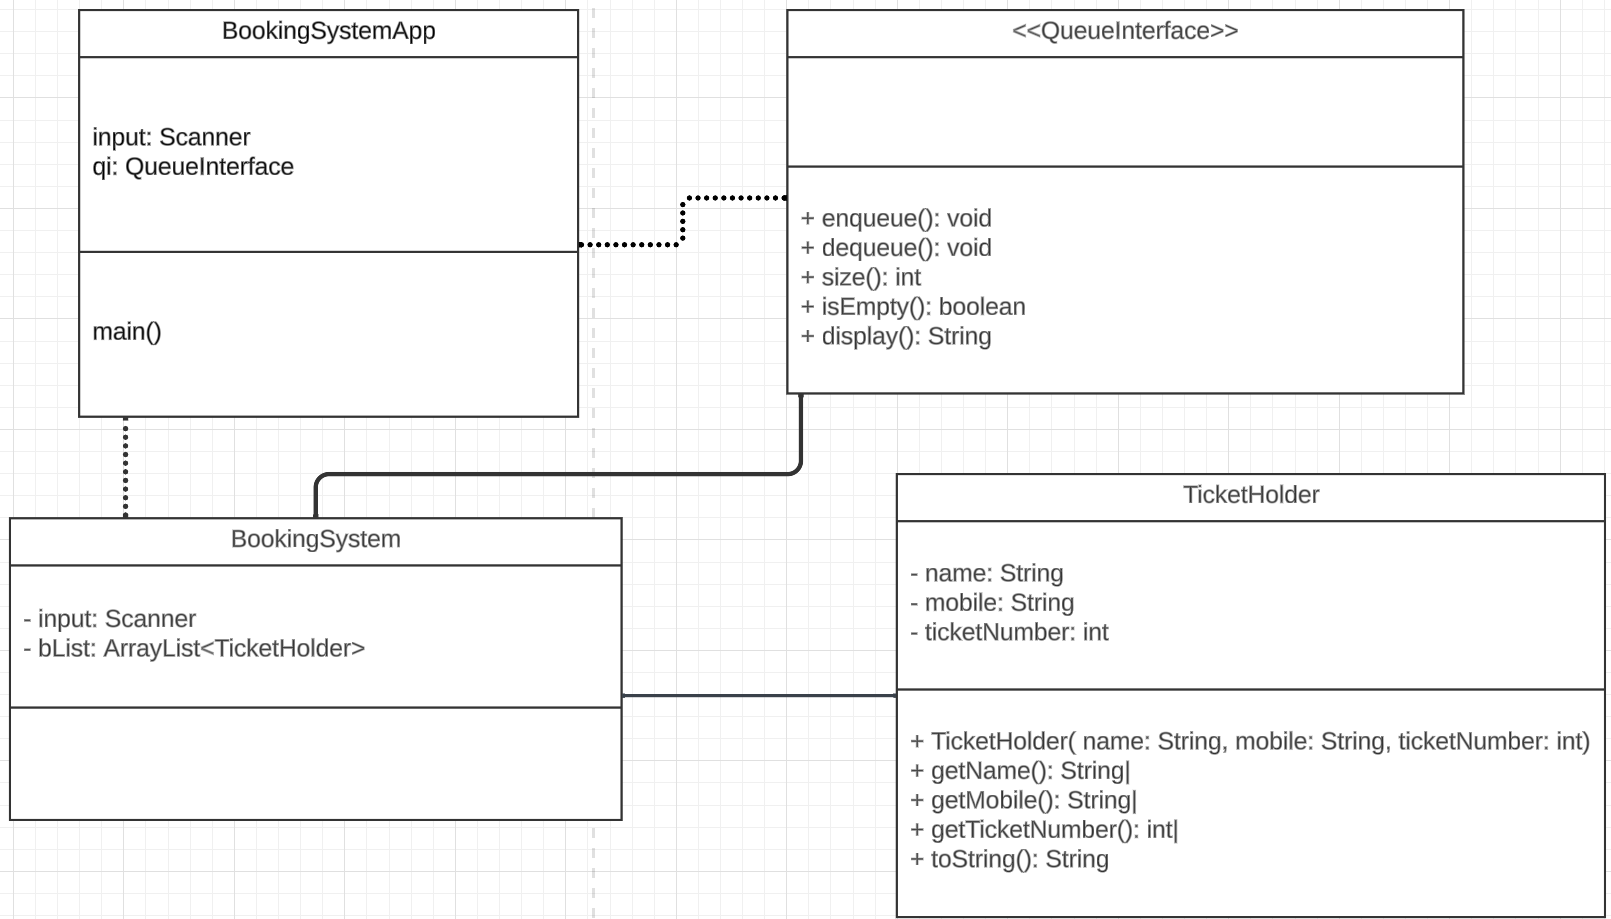 BookingSystemApp
input: Scanner
qi: QueueInterface
main()
<<QueueInterface>>
+ enqueue(): void
+ dequeue(): void
+ size(): int
+ isEmpty(): boolean
+ display(): String
BookingSystem
- input: Scanner
- bList: ArrayList<TicketHolder>
TicketHolder
- name: String
- mobile: String
- ticketNumber: int
+ TicketHolder( name: String, mobile: String, ticketNumber: int)
+ getName(): String|
+ getMobile(): String|
+ getTicketNumber(): int|
+ toString(): String